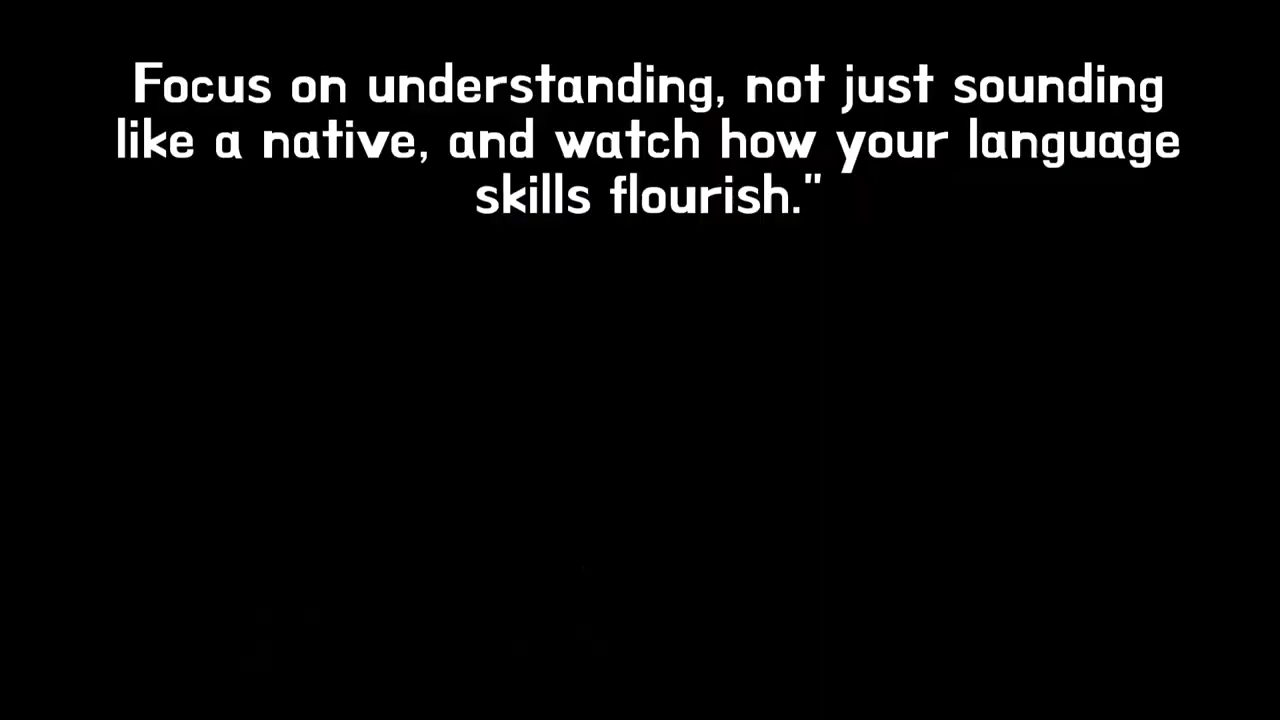 Focus on understanding, not just sounding
like a native, and watch how your language
skills flourish."